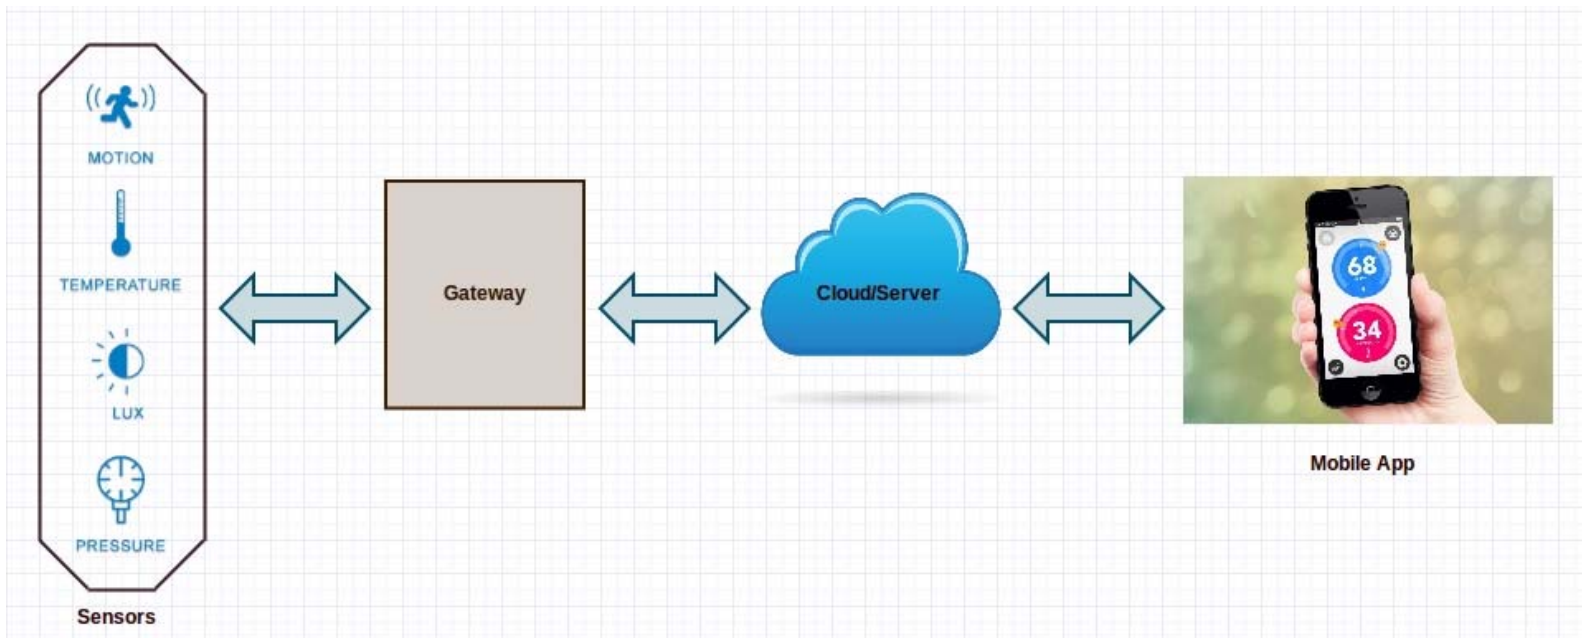 MOTION
TEMPERATURE
LUX
PRESSURE
Sensors
Gateway
Cloud/Server
68
34
Mobile App